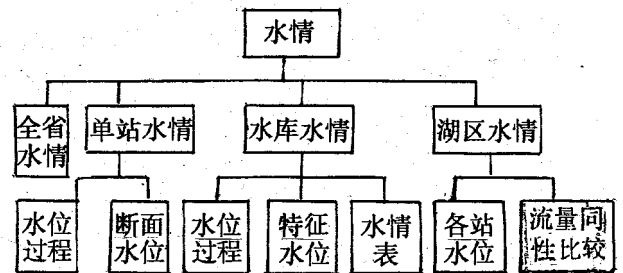 水情
全省
水情
单站水情
水库水情
湖区水情
水位
过程
断面
水位
水位
过程
特征
水位
水情
表
各站
水位
流量同
性比较